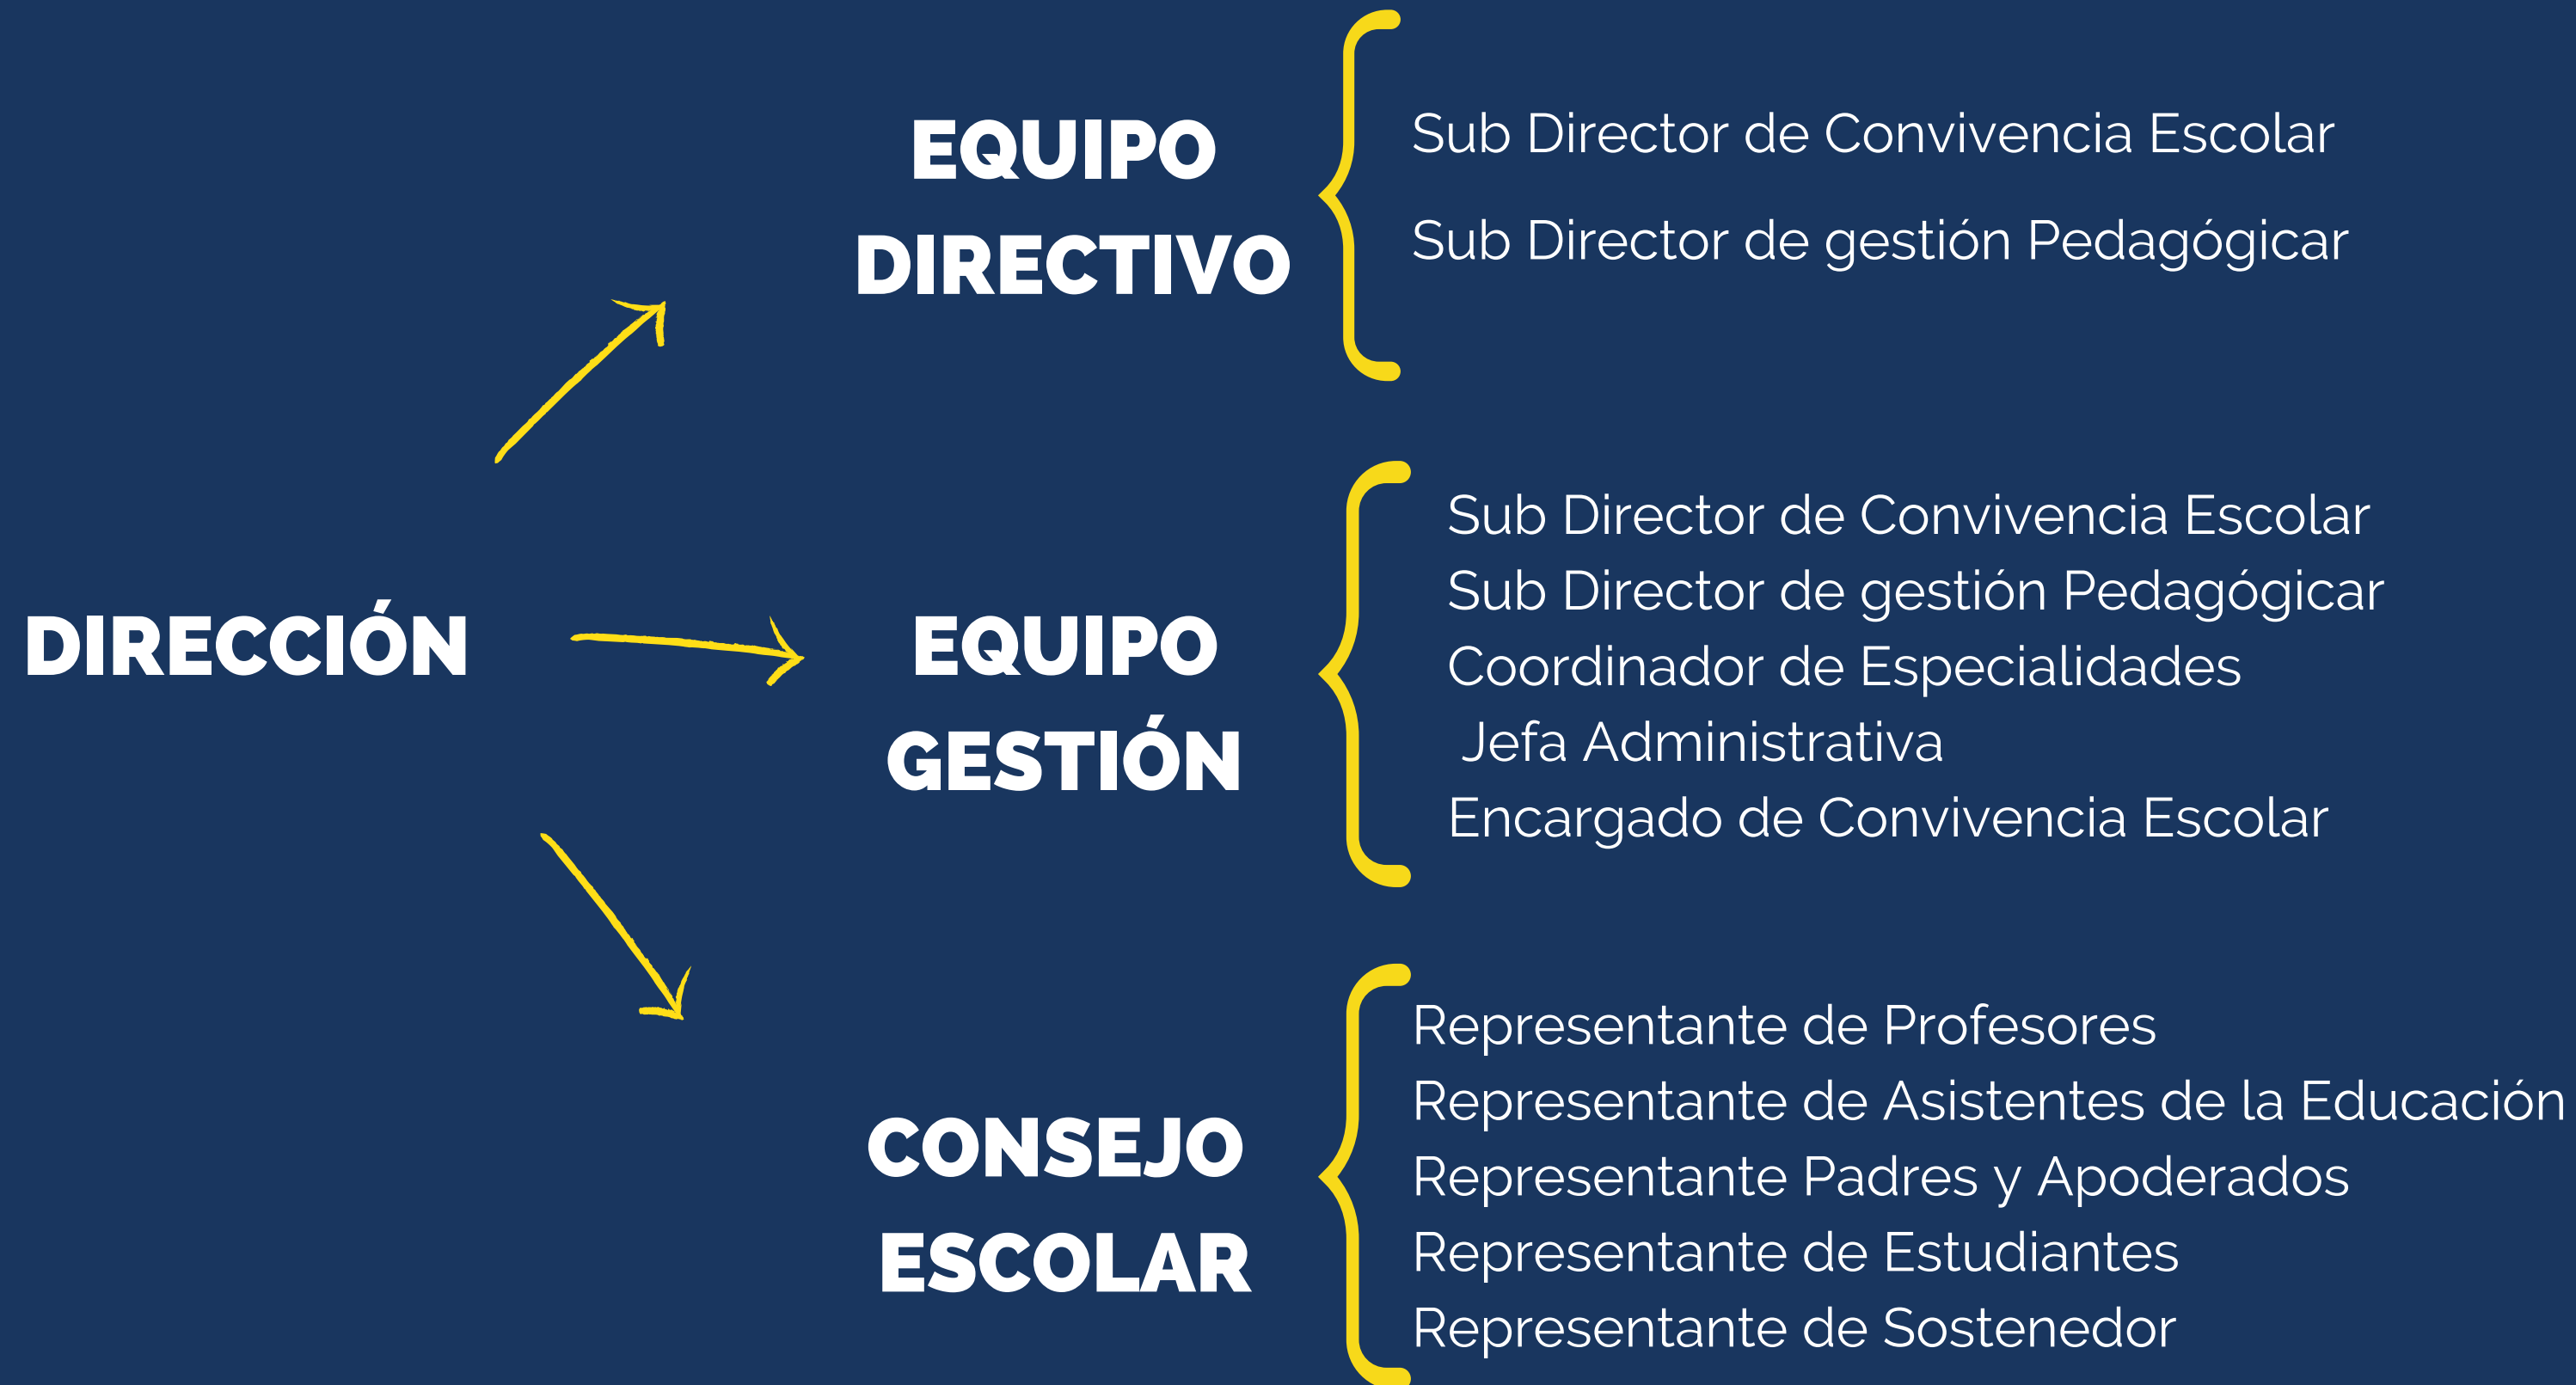 DIRECCIÓN
EQUIPO
DIRECTIVO
Sub Director de Convivencia Escolar
Sub Director de gestión Pedagógicar
EQUIPO
GESTIÓN
Sub Director de Convivencia Escolar
Sub Director de gestión Pedagógicar
Coordinador de Especialidades
Jefa Administrativa
Encargado de Convivencia Escolar
CONSEJO
ESCOLAR
Representante de Profesores
Representante de Asistentes de la Educación
Representante Padres y Apoderados
Representante de Estudiantes
Representante de Sostenedor